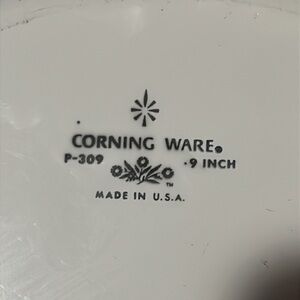 CORNING WARE®
P-309 9 INCH
™
MADE IN U.S.A.